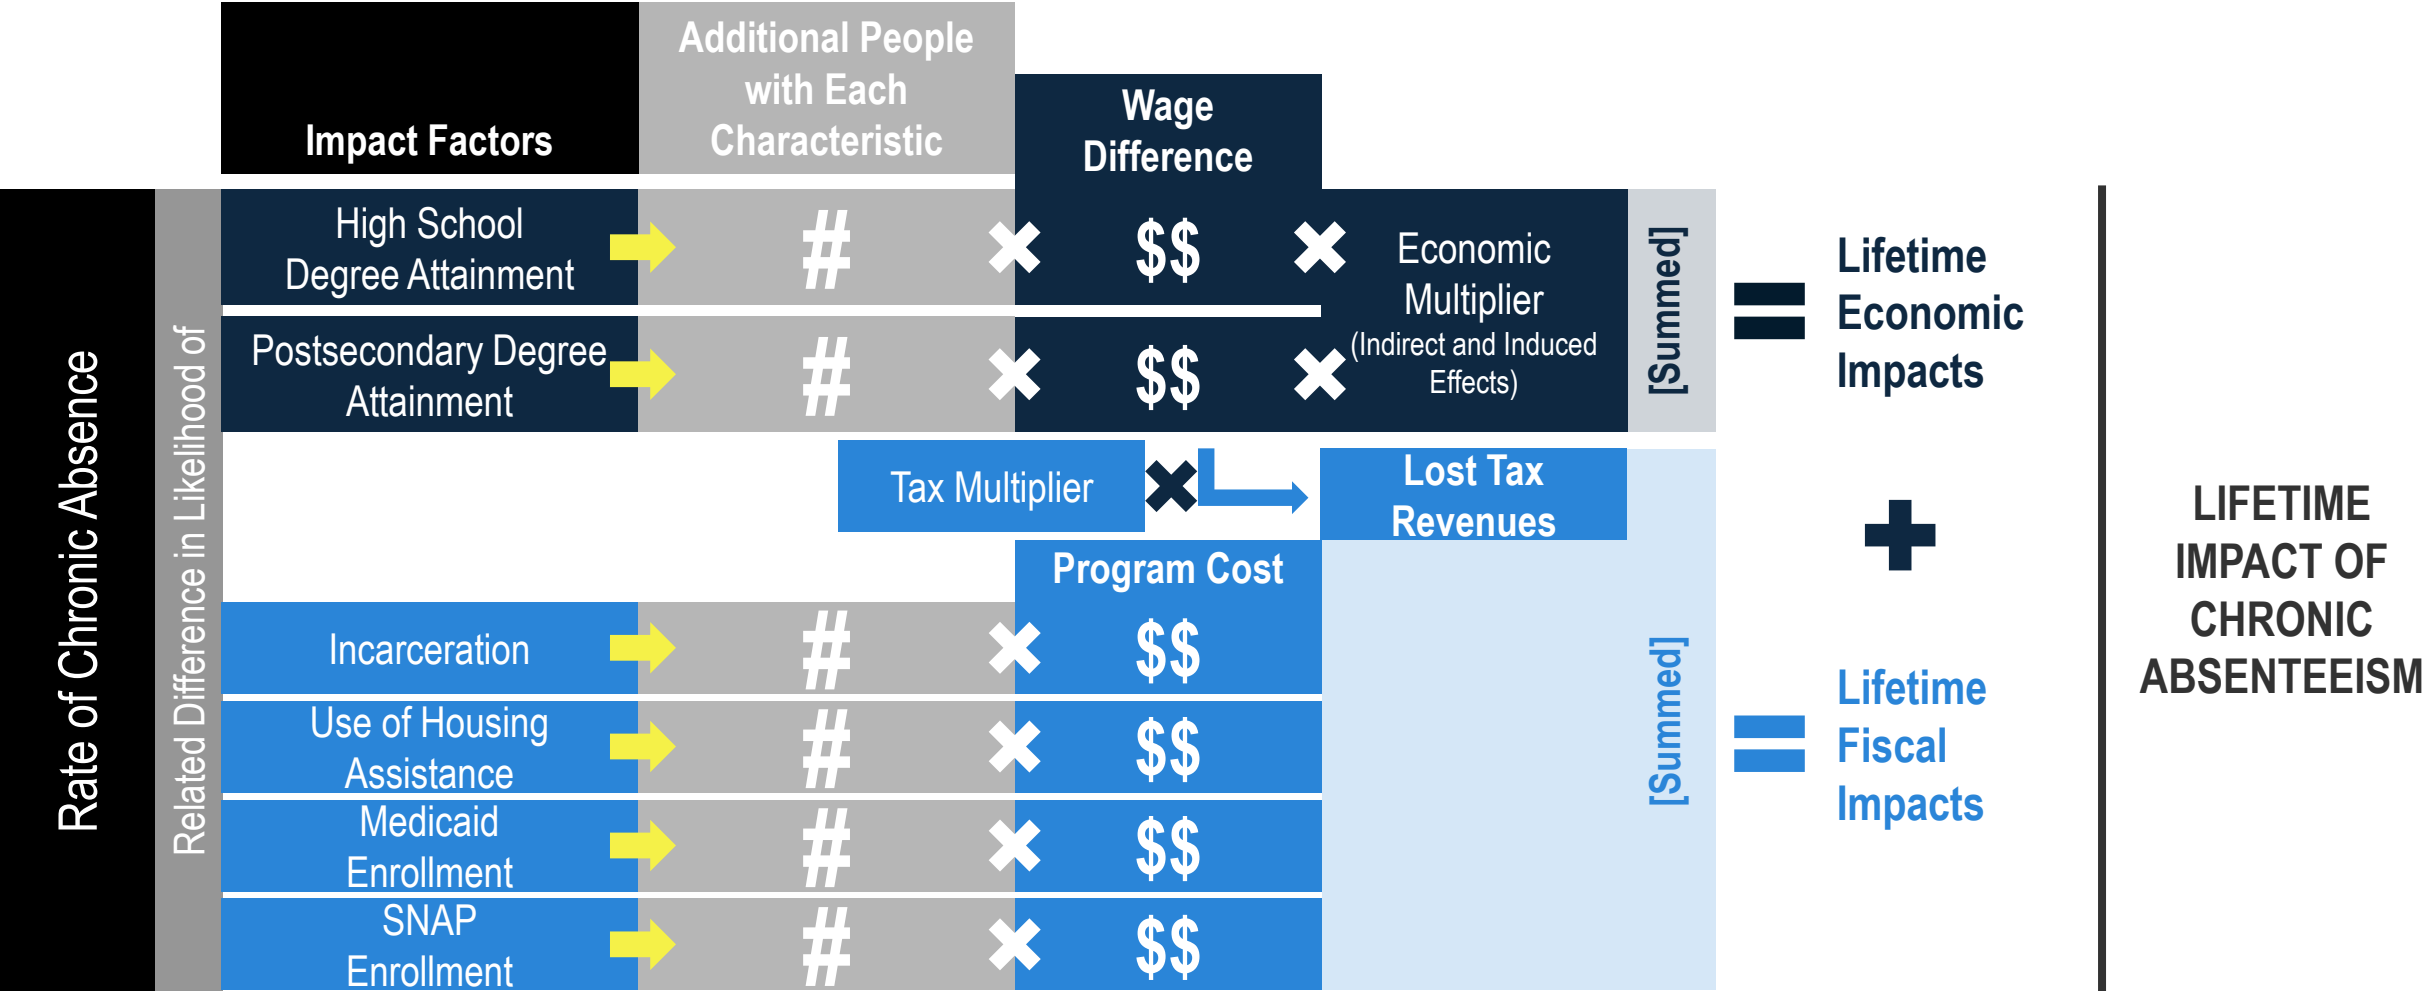 Impact Factors
Additional People
with Each
Characteristic
Wage
Difference
Rate of Chronic Absence
Related Difference in Likelihood of
High School
Degree Attainment
#
$$
Postsecondary Degree
Attainment
#
$$
Economic
Multiplier
(Indirect and Induced
Effects)
[Summed]
Lifetime
Economic
Impacts
Tax Multiplier
Lost Tax
Revenues
Program Cost
Incarceration
#
$$
Use of Housing
Assistance
#
$$
Medicaid
Enrollment
#
$$
SNAP
Enrollment
#
$$
[Summed]
Lifetime
Fiscal
Impacts
LIFETIME
IMPACT OF
CHRONIC
ABSENTEEISM